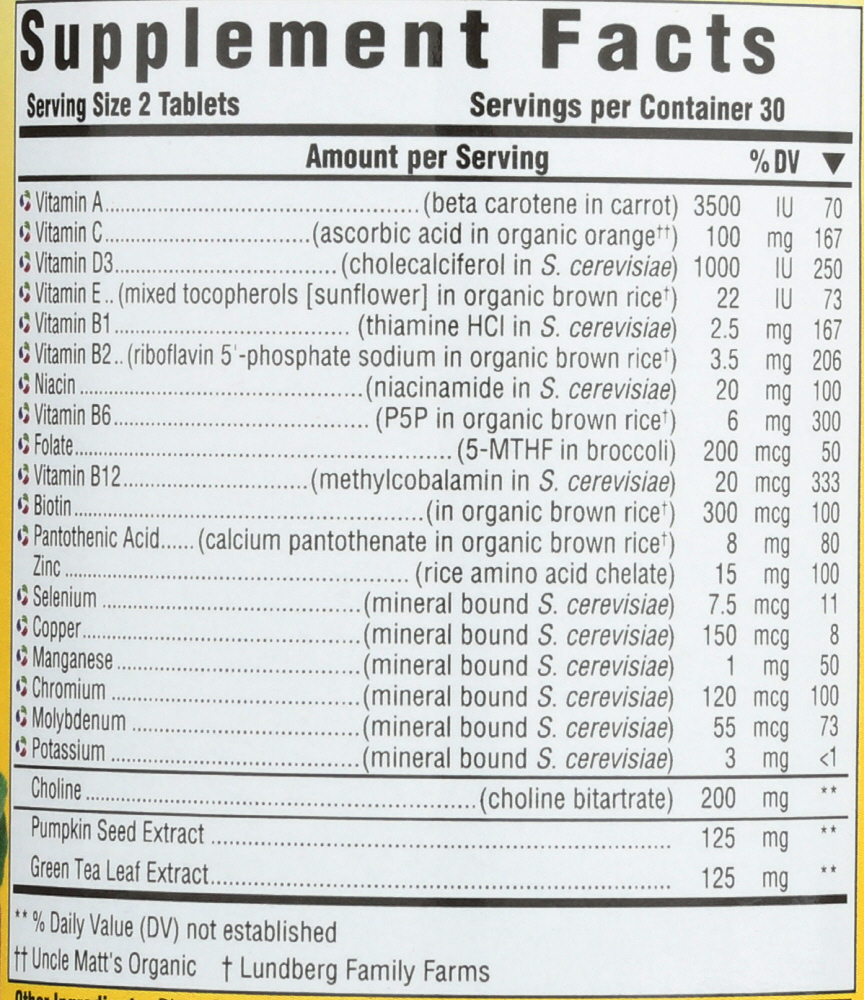 Supplement Facts
Serving Size 2 Tablets Servings per Container 30
Amount per Serving % DV ▼
Vitamin A (beta carotene in carrot) 3500 IU 70
Vitamin C (ascorbic acid in organic orange††) 100 mg 167
Vitamin D3 (cholecalciferol in S. cerevisiae) 1000 IU 250
Vitamin E (mixed tocopherols [sunflower] in organic brown rice†) 22 IU 73
Vitamin B1 (thiamine HCl in S. cerevisiae) 2.5 mg 167
Vitamin B2 (riboflavin 5'-phosphate sodium in organic brown rice†) 3.5 mg 206
Niacin (niacinamide in S. cerevisiae) 20 mg 100
Vitamin B6 (P5P in organic brown rice†) 6 mg 300
Folate (5-MTHF in broccoli) 200 mcg 50
Vitamin B12 (methylcobalamin in S. cerevisiae) 20 mcg 333
Biotin (in organic brown rice†) 300 mcg 100
Pantothenic Acid (calcium pantothenate in organic brown rice†) 8 mg 80
Zinc (rice amino acid chelate) 15 mg 100
Selenium (mineral bound S. cerevisiae) 7.5 mcg 11
Copper (mineral bound S. cerevisiae) 150 mcg 8
Manganese (mineral bound S. cerevisiae) 1 mg 50
Chromium (mineral bound S. cerevisiae) 120 mcg 100
Molybdenum (mineral bound S. cerevisiae) 55 mcg 73
Potassium (mineral bound S. cerevisiae) 3 mg <1
Choline (choline bitartrate) 200 mg **
Pumpkin Seed Extract 125 mg **
Green Tea Leaf Extract 125 mg **
** % Daily Value (DV) not established
†† Uncle Matt's Organic † Lundberg Family Farms